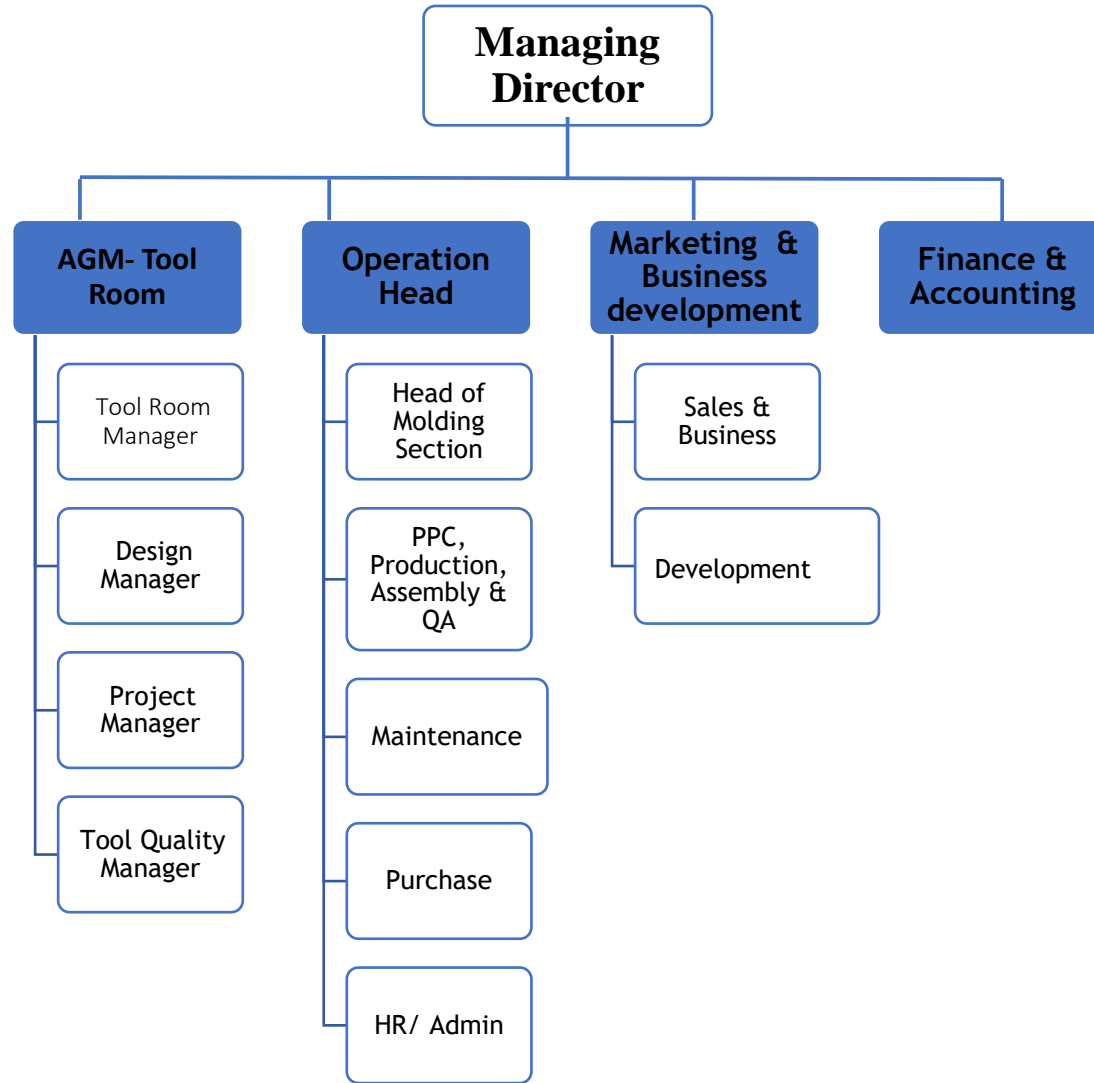 Managing
Director
AGM- Tool
Room
Operation
Head
Marketing &
Business
development
Finance &
Accounting
Tool Room
Manager
Design
Manager
Project
Manager
Tool Quality
Manager
Head of
Molding
Section
PPC,
Production,
Assembly &
QA
Maintenance
Purchase
HR/ Admin
Sales &
Business
Development